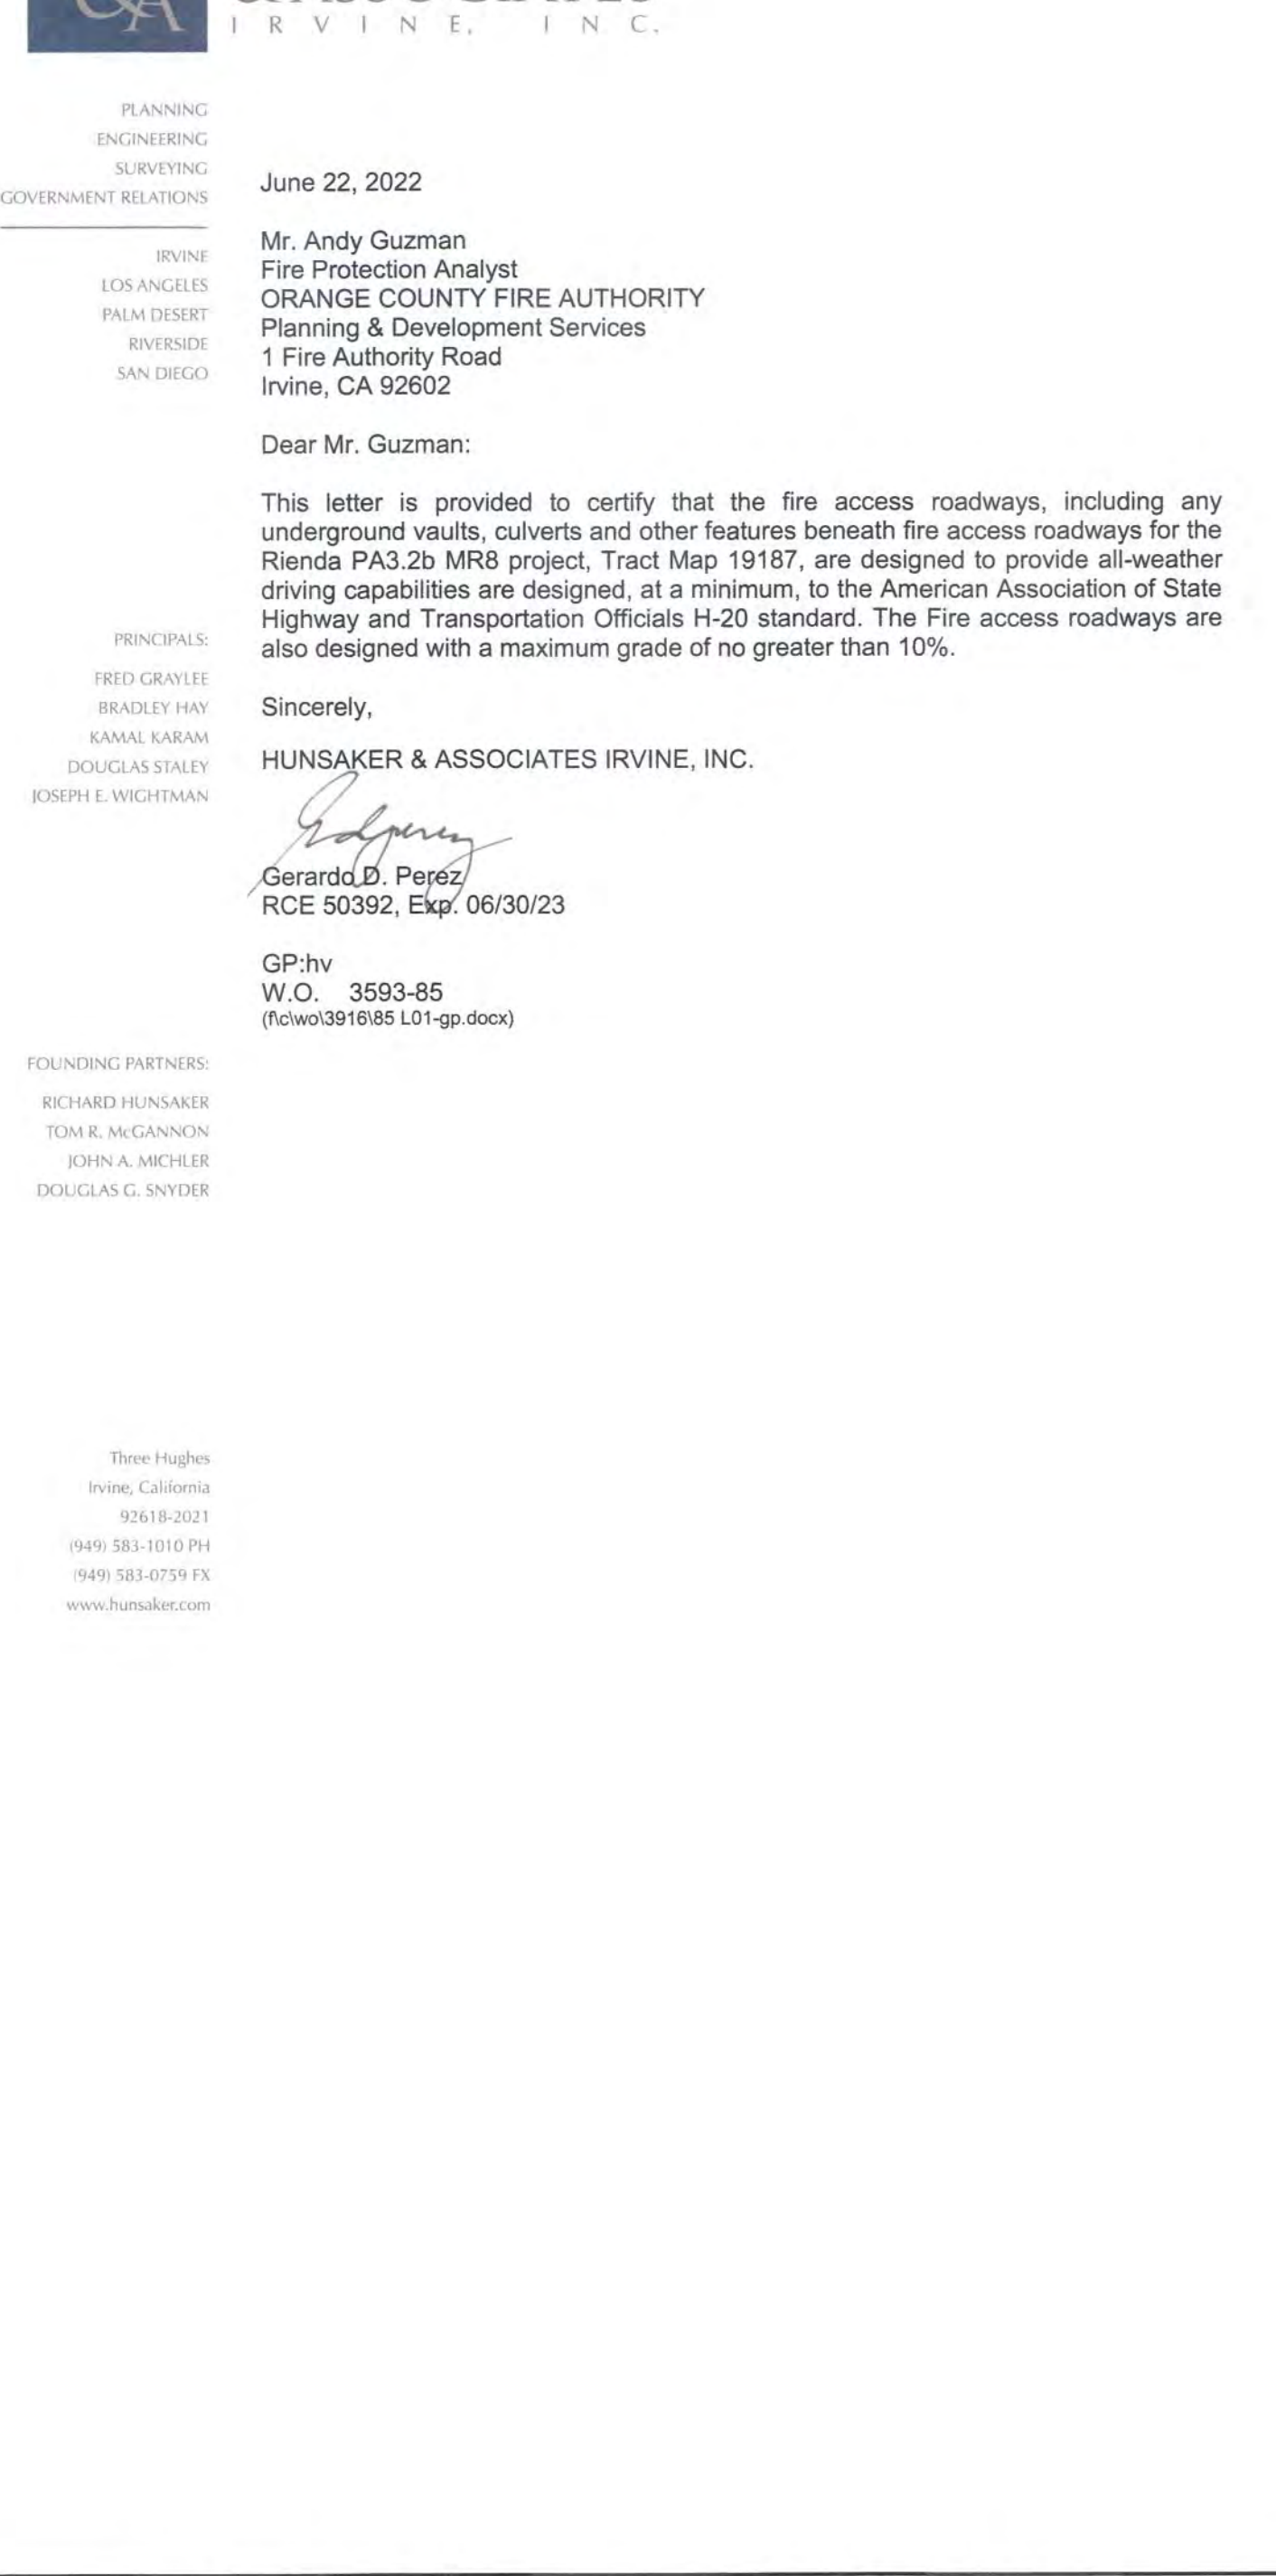 I R V I N E , I N C .
PLANNING
ENGINEERING
SURVEYING
GOVERNMENT RELATIONS
IRVINE
LOS ANGELES
PALM DESERT
RIVERSIDE
SAN DIEGO
June 22, 2022
Mr. Andy Guzman
Fire Protection Analyst
ORANGE COUNTY FIRE AUTHORITY
Planning & Development Services
1 Fire Authority Road
Irvine, CA 92602
Dear Mr. Guzman:
This letter is provided to certify that the fire access roadways, including any
underground vaults, culverts and other features beneath fire access roadways for the
Rienda PA3.2b MR8 project, Tract Map 19187, are designed to provide all-weather
driving capabilities are designed, at a minimum, to the American Association of State
Highway and Transportation Officials H-20 standard. The Fire access roadways are
also designed with a maximum grade of no greater than 10%.
PRINCIPALS:
FRED GRAYLEE
BRADLEY HAY
KAMAL KARAM
DOUGLAS STALEY
JOSEPH E. WIGHTMAN
Sincerely,
HUNSAKER & ASSOCIATES IRVINE, INC.
Gerardo D. Perez
RCE 50392, Exp. 06/30/23
GP:hv
W.O. 3593-85
(f\c\wo\3916\85 L01-gp.docx)
FOUNDING PARTNERS:
RICHARD HUNSAKER
TOM R. McGANNON
JOHN A. MICHLER
DOUGLAS G. SNYDER
Three Hughes
Irvine, California
92618-2021
(949) 583-1010 PH
(949) 583-0759 FX
www.hunsaker.com